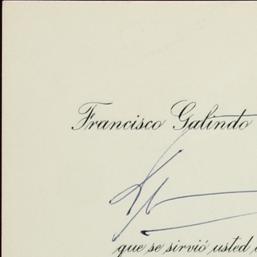 Francisco Galindo
que se sirvió usted